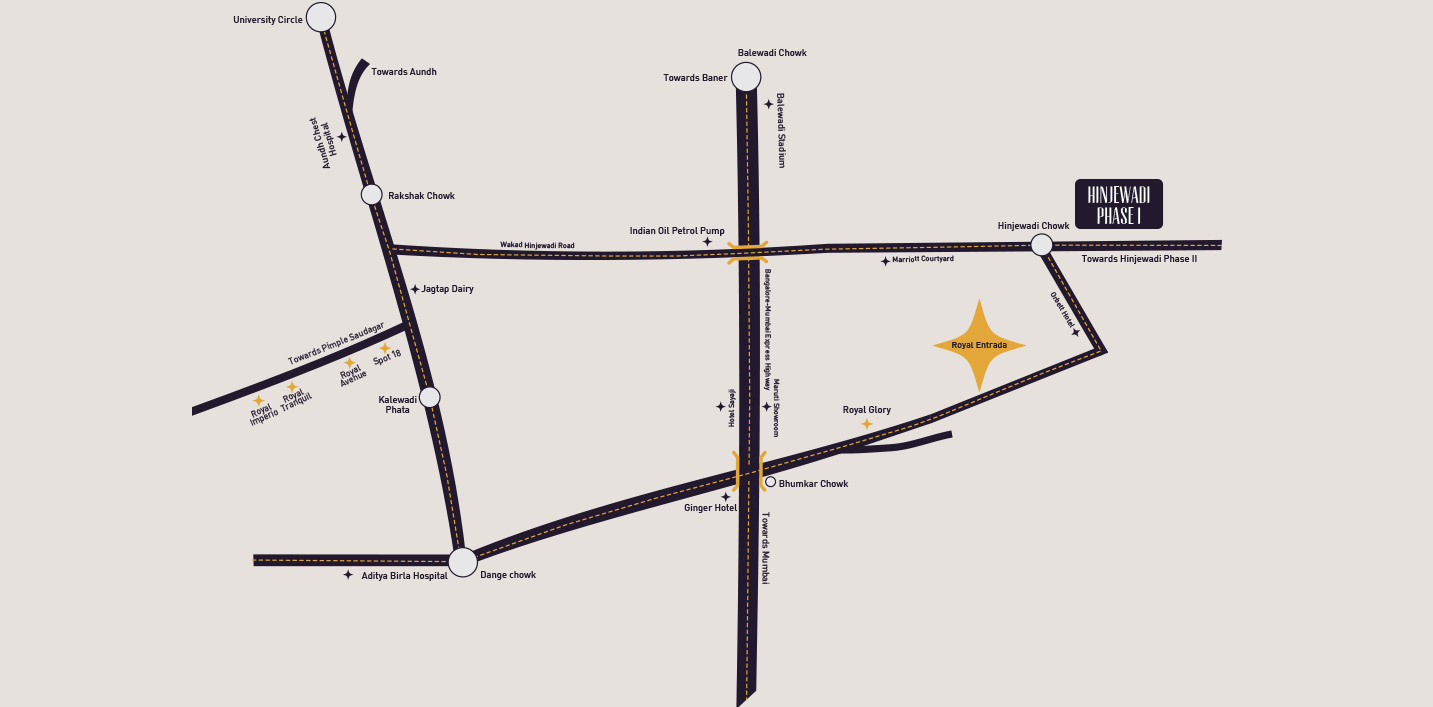 University Circle
Towards Aundh
Aundh Chest
Hospital
Rakshak Chowk
Balewadi Chowk
Towards Baner
Balewadi Stadium
HINJEWADI
PHASE I
Wakad Hinjewadi Road
Indian Oil Petrol Pump
Hinjewadi Chowk
Marriott Courtyard
Towards Hinjewadi Phase II
Jagtap Dairy
Bangalore-Mumbai Express Highway
Orbett Hotel
Royal Entrada
Towards Pimple Saudagar
Spot 18
Royal
Avenue
Royal
Tranquil
Royal
Imperio
Kalewadi
Phata
Hotel Sayaji
Maruti Showroom
Royal Glory
Bhumkar Chowk
Ginger Hotel
Towards Mumbai
Aditya Birla Hospital
Dange chowk